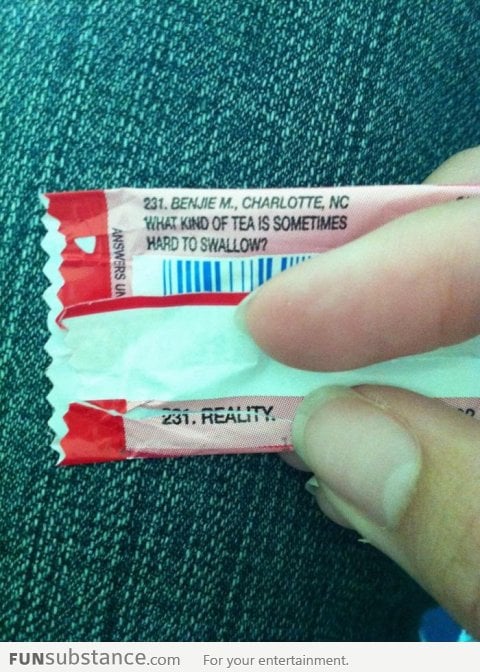 231. BENJIE M., CHARLOTTE, NC
WHAT KIND OF TEA IS SOMETIMES
HARD TO SWALLOW?
ANSWERS
231. REALITY.
FUNsubstance.com For your entertainment.